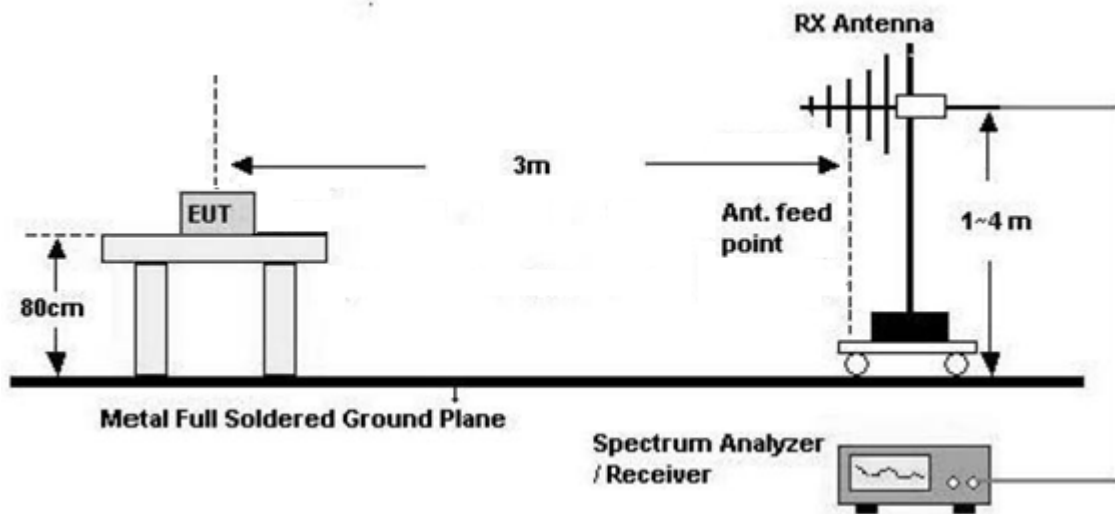 RX Antenna
3m
EUT
Ant. feed
point
1~4 m
80cm
Metal Full Soldered Ground Plane
Spectrum Analyzer
/ Receiver